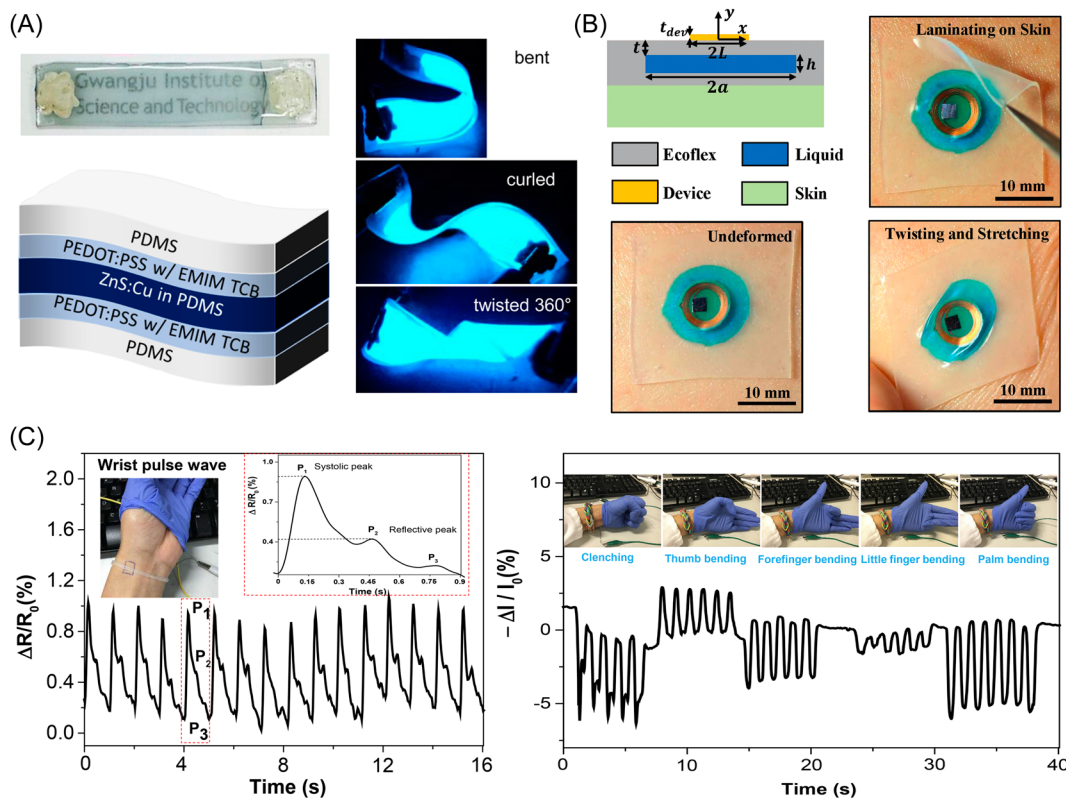 (A)
Gwangju Institute of
Science and Technology
bent
curled
twisted 360°
PDMS
PEDOT:PSS w/ EMIM TCB
ZnS:Cu in PDMS
PEDOT:PSS w/ EMIM TCB
PDMS
(B)
t_dev
y
x
t
2L
h
2a
Ecoflex
Liquid
Device
Skin
Laminating on Skin
10 mm
Undeformed
10 mm
Twisting and Stretching
10 mm
(C)
Wrist pulse wave
ΔR/R0(%)
2.0
1.6
1.2
0.8
0.4
0.0
0
4
8
12
16
Time (s)
P1
P2
P3
ΔR/R0(%)
1.0
0.8
0.4
P1
Systolic peak
Reflective peak
P2
P3
0
0.15
0.3
0.45
0.6
0.75
0.9
Time (s)
− ΔI / I0(%)
10
5
0
-5
Clenching
Thumb bending
Forefinger bending
Little finger bending
Palm bending
0
10
20
30
40
Time (s)